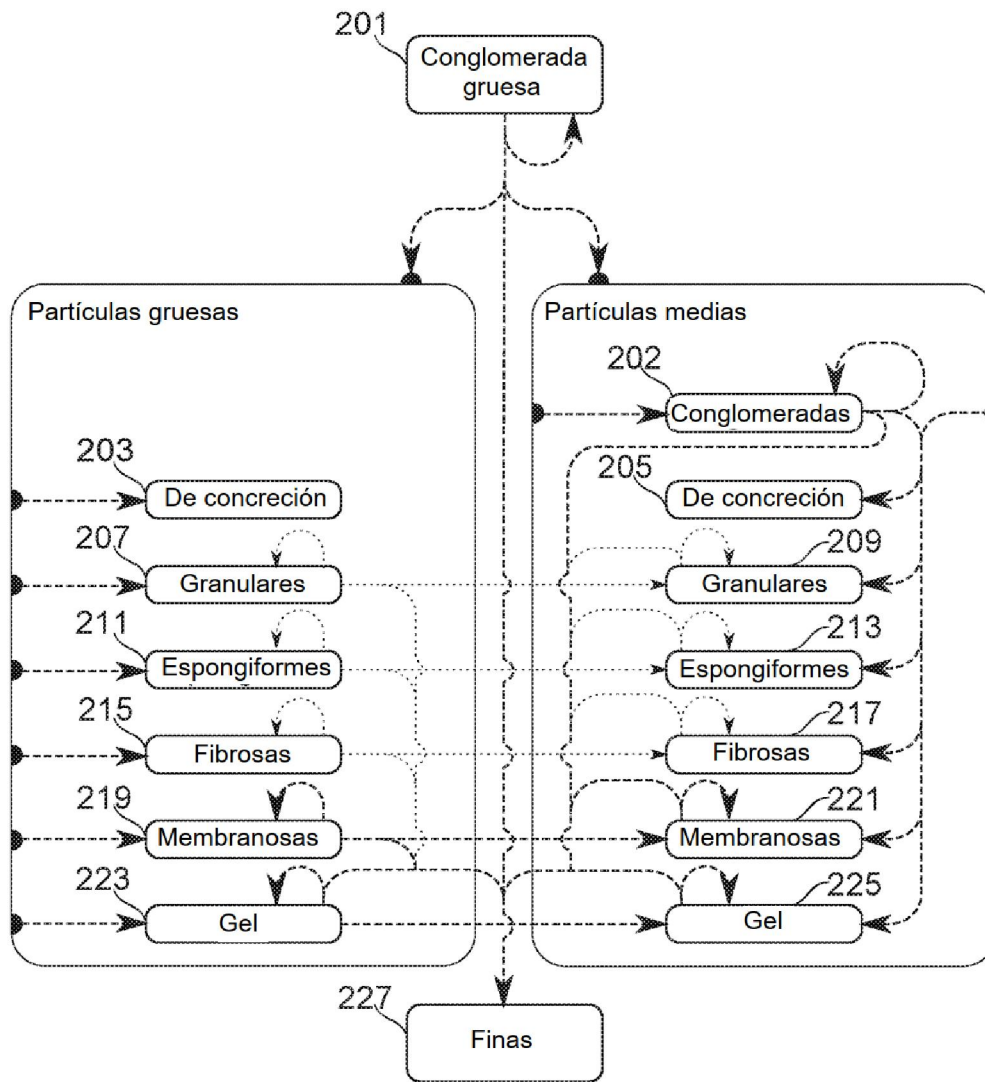 201
Conglomerada
gruesa
Partículas gruesas
Partículas medias
202
Conglomeradas
203
De concreción
205
De concreción
207
Granulares
209
Granulares
211
Espongiformes
213
Espongiformes
215
Fibrosas
217
Fibrosas
219
Membranosas
221
Membranosas
223
Gel
225
Gel
227
Finas